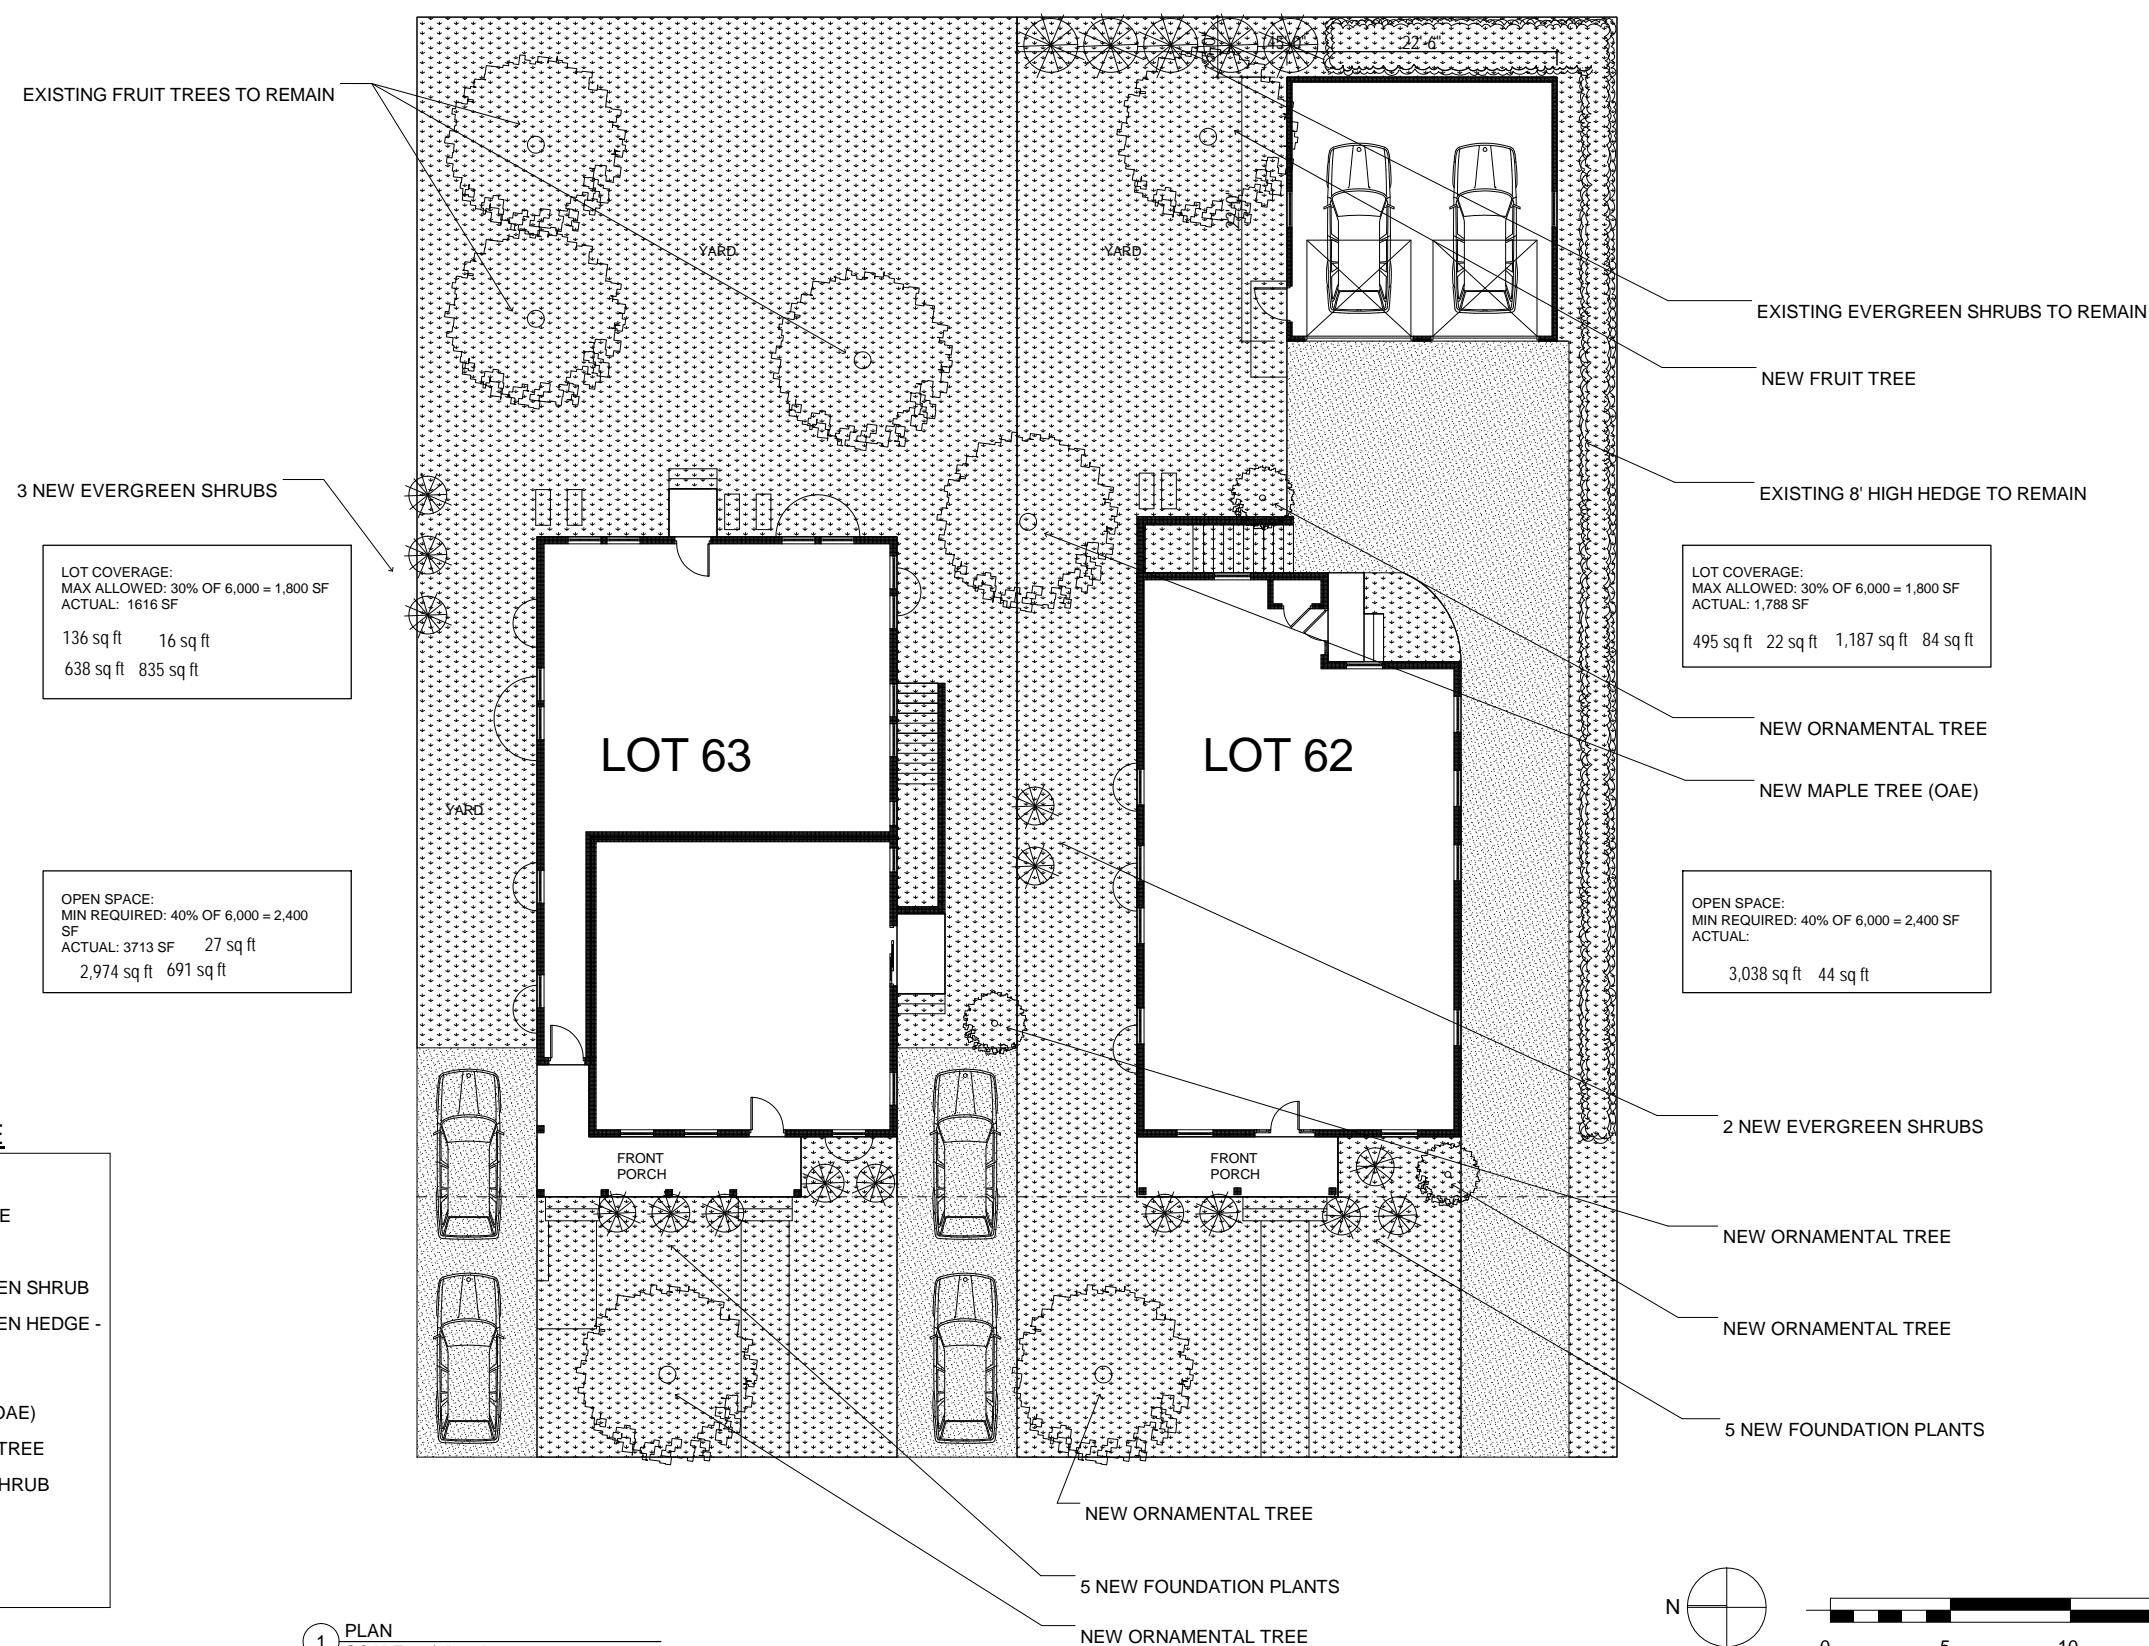 45'-0"
22'-6"
EXISTING FRUIT TREES TO REMAIN
YARD
YARD
EXISTING EVERGREEN SHRUBS TO REMAIN
NEW FRUIT TREE
3 NEW EVERGREEN SHRUBS
EXISTING 8' HIGH HEDGE TO REMAIN
LOT COVERAGE:
MAX ALLOWED: 30% OF 6,000 = 1,800 SF
ACTUAL: 1616 SF
136 sq ft 16 sq ft
638 sq ft 835 sq ft
LOT COVERAGE:
MAX ALLOWED: 30% OF 6,000 = 1,800 SF
ACTUAL: 1,788 SF
495 sq ft 22 sq ft 1,187 sq ft 84 sq ft
LOT 63
LOT 62
NEW ORNAMENTAL TREE
NEW MAPLE TREE (OAE)
YARD
OPEN SPACE:
MIN REQUIRED: 40% OF 6,000 = 2,400
SF
ACTUAL: 3713 SF 27 sq ft
2,974 sq ft 691 sq ft
OPEN SPACE:
MIN REQUIRED: 40% OF 6,000 = 2,400 SF
ACTUAL:
3,038 sq ft 44 sq ft
2 NEW EVERGREEN SHRUBS
FRONT
PORCH
FRONT
PORCH
E
E
EN SHRUB
EN HEDGE -
OAE)
TREE
HRUB
NEW ORNAMENTAL TREE
NEW ORNAMENTAL TREE
5 NEW FOUNDATION PLANTS
NEW ORNAMENTAL TREE
5 NEW FOUNDATION PLANTS
NEW ORNAMENTAL TREE
N
0 5 10
1 PLAN